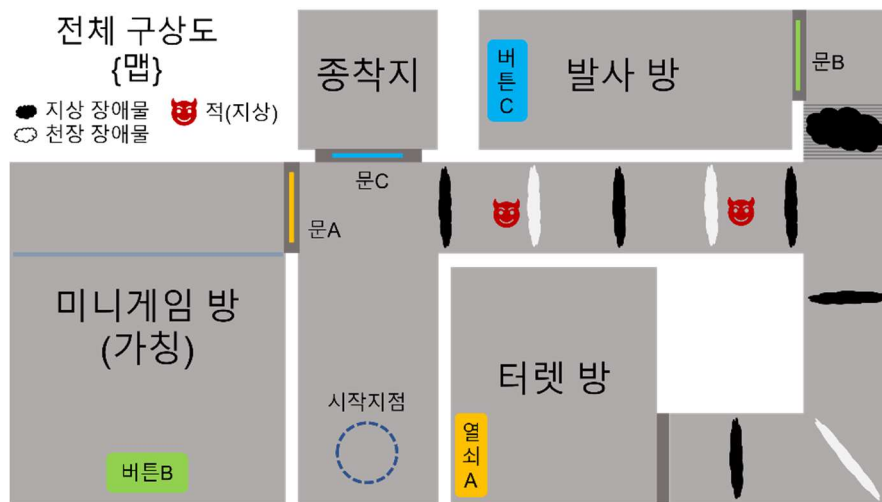 전체 구상도
{맵}
지상 장애물
적(지상)
천장 장애물
종착지
버튼C
발사 방
문B
문C
문A
미니게임 방
(가칭)
버튼B
시작지점
터렛 방
열쇠A